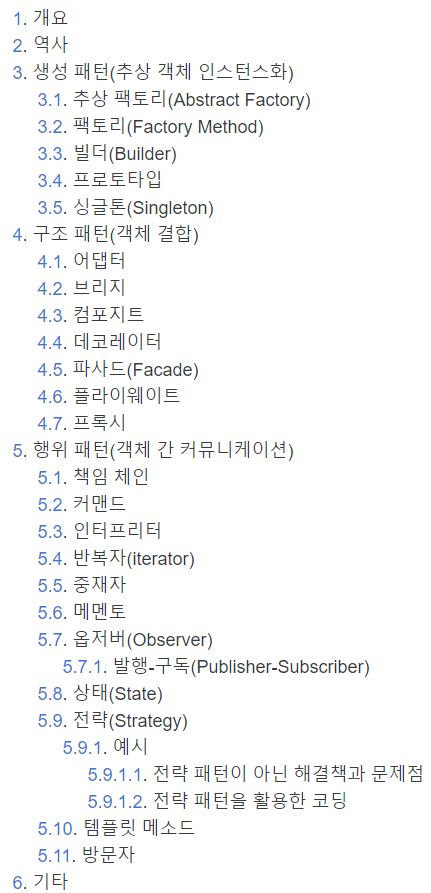 1. 개요
2. 역사
3. 생성 패턴(추상 객체 인스턴스화)
3.1. 추상 팩토리(Abstract Factory)
3.2. 팩토리(Factory Method)
3.3. 빌더(Builder)
3.4. 프로토타입
3.5. 싱글톤(Singleton)
4. 구조 패턴(객체 결합)
4.1. 어댑터
4.2. 브리지
4.3. 컴포지트
4.4. 데코레이터
4.5. 파사드(Facade)
4.6. 플라이웨이트
4.7. 프록시
5. 행위 패턴(객체 간 커뮤니케이션)
5.1. 책임 체인
5.2. 커맨드
5.3. 인터프리터
5.4. 반복자(iterator)
5.5. 중재자
5.6. 메멘토
5.7. 옵저버(Observer)
5.7.1. 발행-구독(Publisher-Subscriber)
5.8. 상태(State)
5.9. 전략(Strategy)
5.9.1. 예시
5.9.1.1. 전략 패턴이 아닌 해결책과 문제점
5.9.1.2. 전략 패턴을 활용한 코딩
5.10. 템플릿 메소드
5.11. 방문자
6. 기타